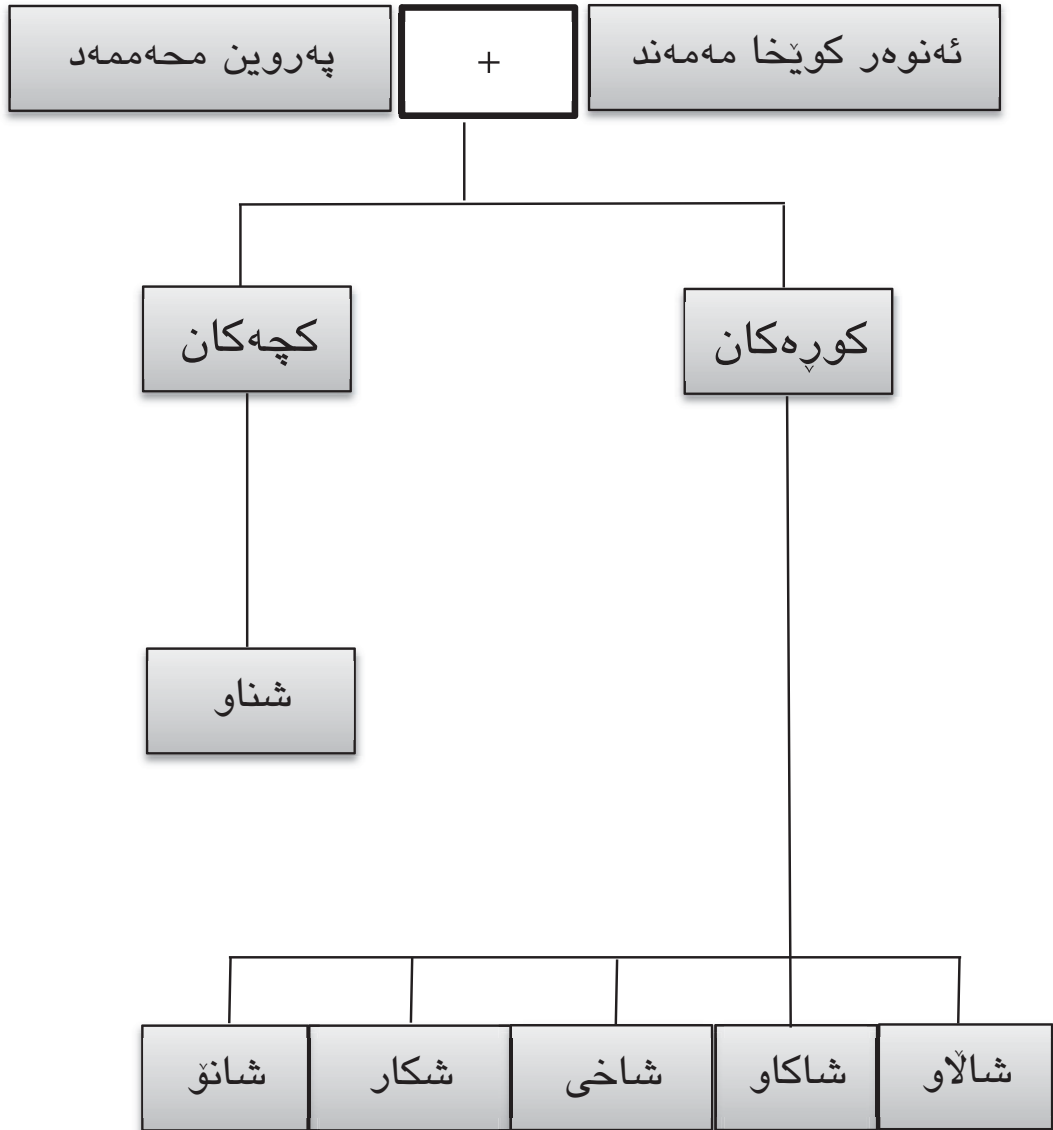 ئەنوەر کوێخا مەمەند
+
پەروین محەممەد
کوڕەکان
کچەکان
شناو
شاڵاو
شاکاو
شاخی
شکار
شانۆ